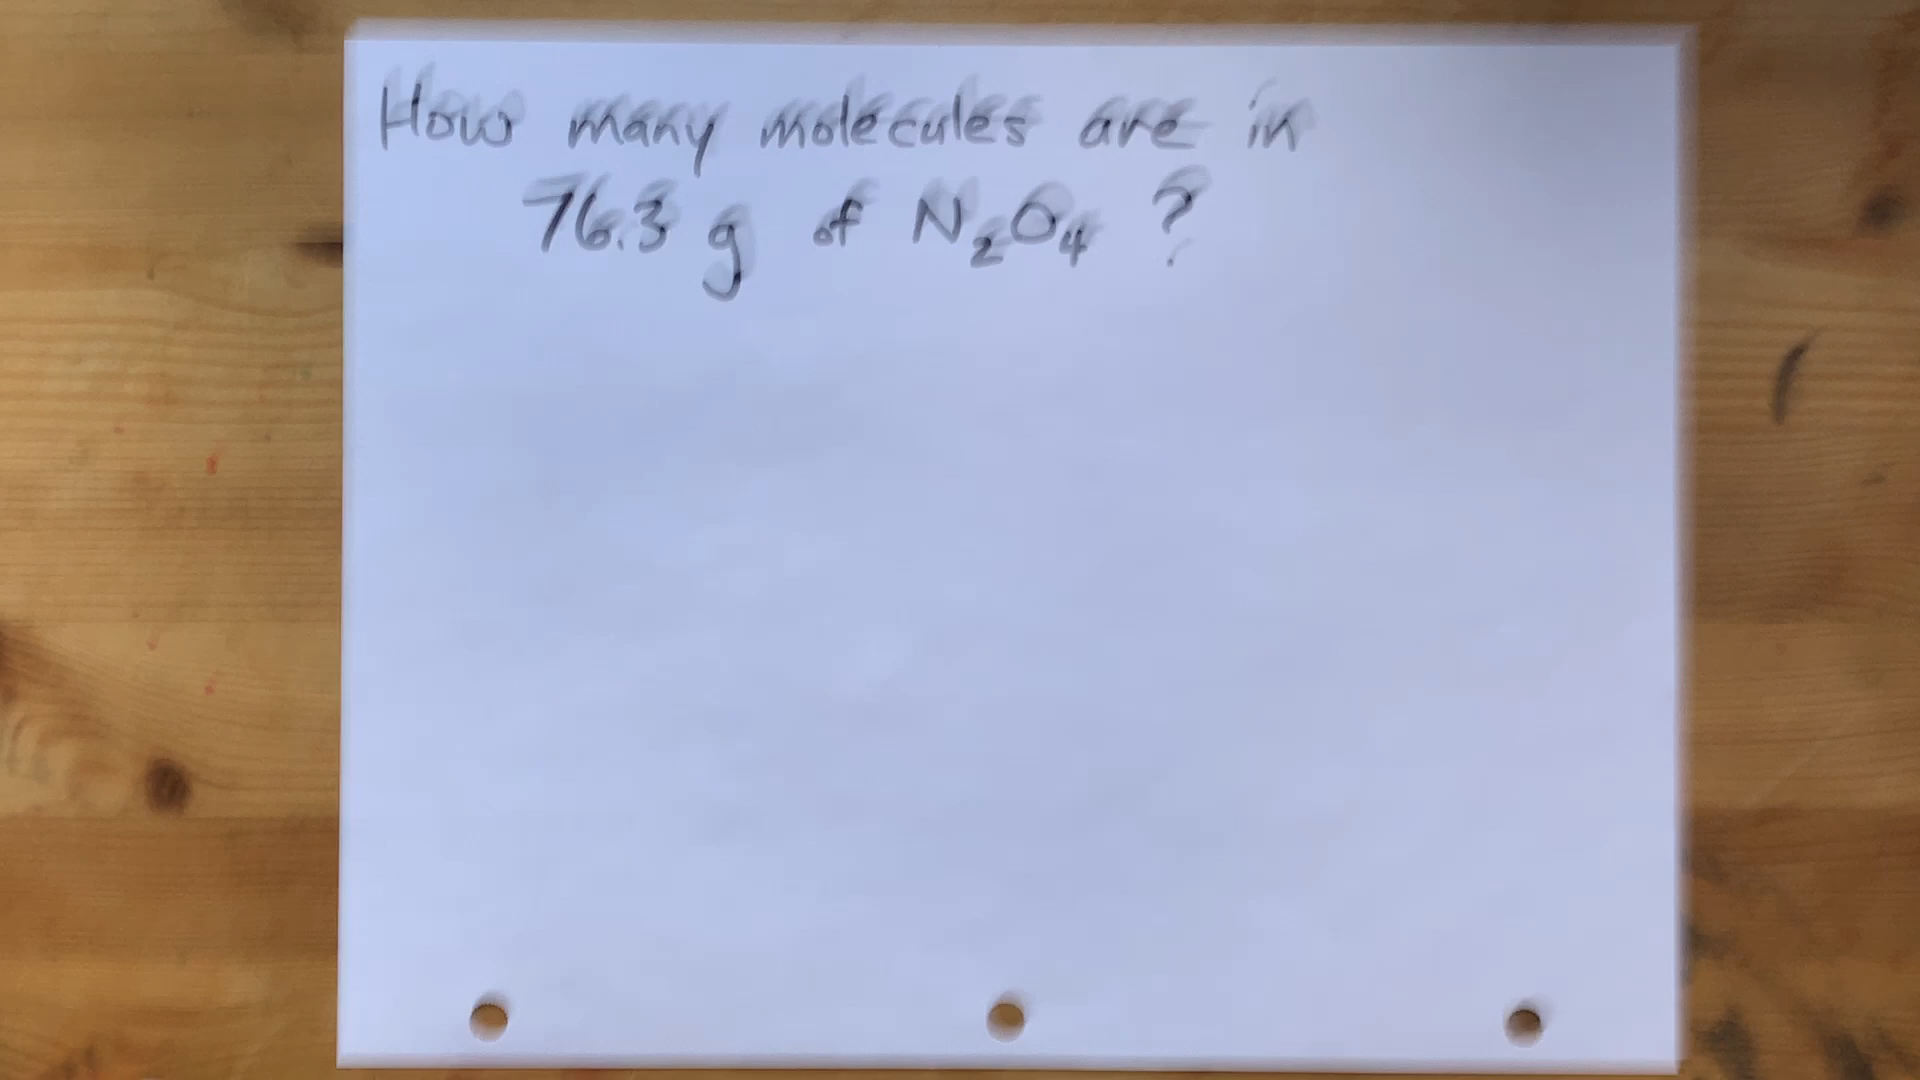 How many molecules are in
76.3 g of N₂O₄ ?